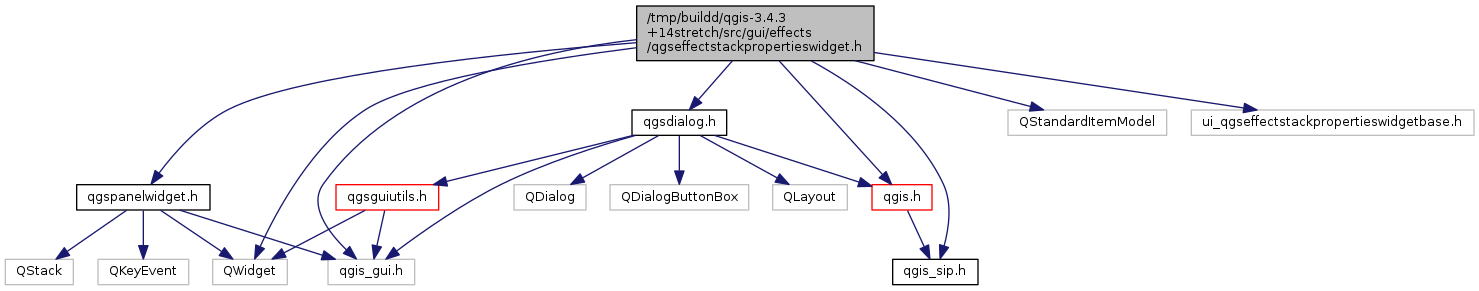 /tmp/buildd/qgis-3.4.3
+14stretch/src/gui/effects
/qgseffectstackpropertieswidget.h
qgsdialog.h
QStandardItemModel
ui_qgseffectstackpropertieswidgetbase.h
qgspanelwidget.h
qgsguiutils.h
QDialog
QDialogButtonBox
QLayout
qgis.h
QStack
QKeyEvent
QWidget
qgis_gui.h
qgis_sip.h